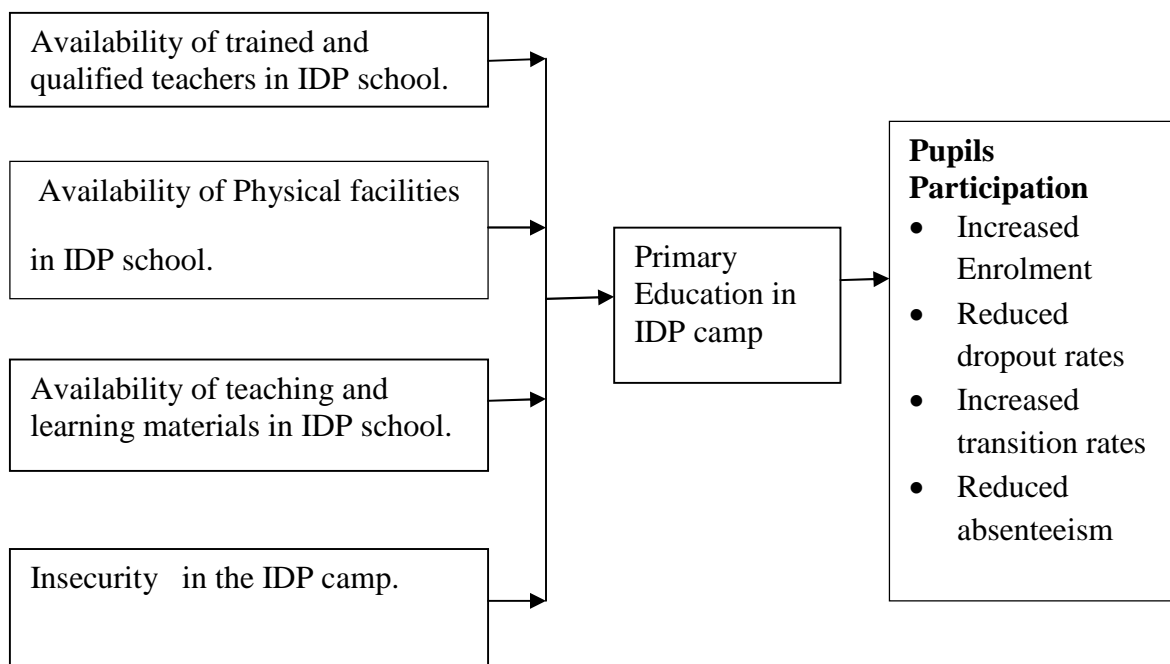 Availability of trained and
qualified teachers in IDP school.
Availability of Physical facilities
in IDP school.
Availability of teaching and
learning materials in IDP school.
Insecurity in the IDP camp.
Primary
Education in
IDP camp
Pupils
Participation
• Increased
Enrolment
• Reduced
dropout rates
• Increased
transition rates
• Reduced
absenteeism